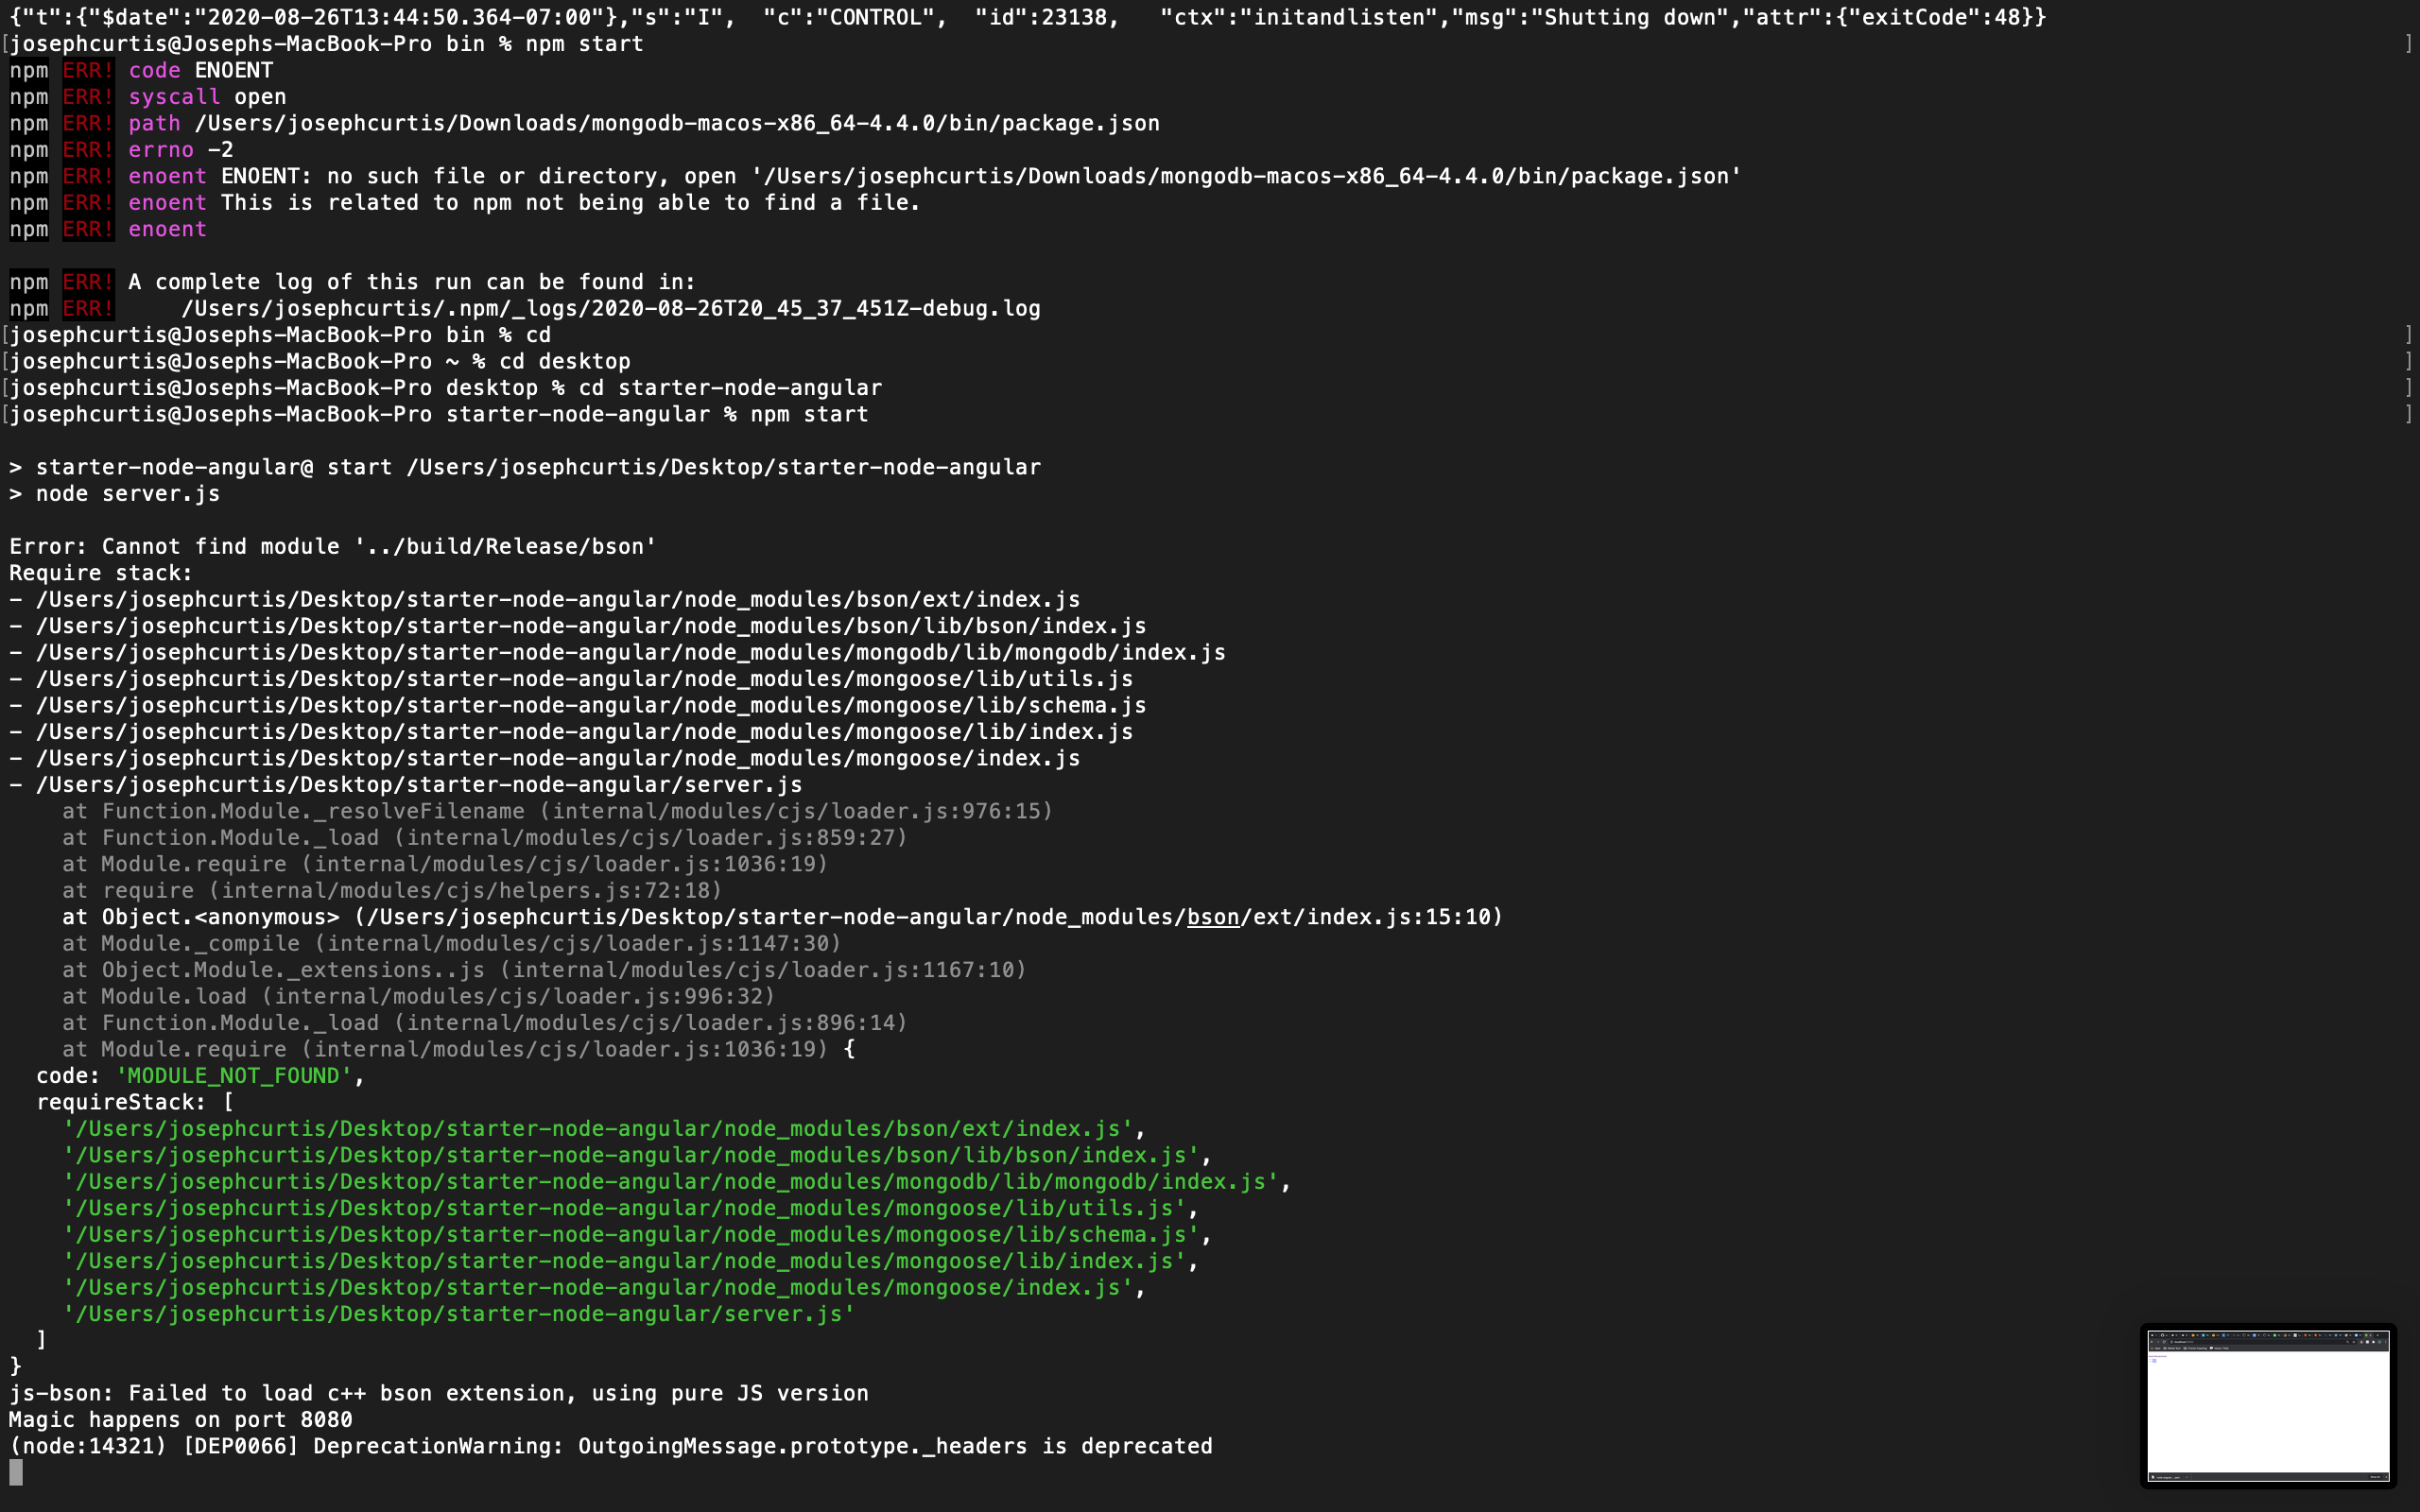 {"t":{"$date":"2020-08-26T13:44:50.364-07:00"},"s":"I",  "c":"CONTROL",  "id":23138,   "ctx":"initandlisten","msg":"Shutting down","attr":{"exitCode":48}}
[josephcurtis@Josephs-MacBook-Pro bin % npm start ]
npm ERR! code ENOENT
npm ERR! syscall open
npm ERR! path /Users/josephcurtis/Downloads/mongodb-macos-x86_64-4.4.0/bin/package.json
npm ERR! errno -2
npm ERR! enoent ENOENT: no such file or directory, open '/Users/josephcurtis/Downloads/mongodb-macos-x86_64-4.4.0/bin/package.json'
npm ERR! enoent This is related to npm not being able to find a file.
npm ERR! enoent
npm ERR! A complete log of this run can be found in:
npm ERR!     /Users/josephcurtis/.npm/_logs/2020-08-26T20_45_37_451Z-debug.log
[josephcurtis@Josephs-MacBook-Pro bin % cd ]
[josephcurtis@Josephs-MacBook-Pro ~ % cd desktop ]
[josephcurtis@Josephs-MacBook-Pro desktop % cd starter-node-angular ]
[josephcurtis@Josephs-MacBook-Pro starter-node-angular % npm start ]
> starter-node-angular@ start /Users/josephcurtis/Desktop/starter-node-angular
> node server.js
Error: Cannot find module '../build/Release/bson'
Require stack:
- /Users/josephcurtis/Desktop/starter-node-angular/node_modules/bson/ext/index.js
- /Users/josephcurtis/Desktop/starter-node-angular/node_modules/bson/lib/bson/index.js
- /Users/josephcurtis/Desktop/starter-node-angular/node_modules/mongodb/lib/mongodb/index.js
- /Users/josephcurtis/Desktop/starter-node-angular/node_modules/mongoose/lib/utils.js
- /Users/josephcurtis/Desktop/starter-node-angular/node_modules/mongoose/lib/schema.js
- /Users/josephcurtis/Desktop/starter-node-angular/node_modules/mongoose/lib/index.js
- /Users/josephcurtis/Desktop/starter-node-angular/node_modules/mongoose/index.js
- /Users/josephcurtis/Desktop/starter-node-angular/server.js
    at Function.Module._resolveFilename (internal/modules/cjs/loader.js:976:15)
    at Function.Module._load (internal/modules/cjs/loader.js:859:27)
    at Module.require (internal/modules/cjs/loader.js:1036:19)
    at require (internal/modules/cjs/helpers.js:72:18)
    at Object.<anonymous> (/Users/josephcurtis/Desktop/starter-node-angular/node_modules/bson/ext/index.js:15:10)
    at Module._compile (internal/modules/cjs/loader.js:1147:30)
    at Object.Module._extensions..js (internal/modules/cjs/loader.js:1167:10)
    at Module.load (internal/modules/cjs/loader.js:996:32)
    at Function.Module._load (internal/modules/cjs/loader.js:896:14)
    at Module.require (internal/modules/cjs/loader.js:1036:19) {
  code: 'MODULE_NOT_FOUND',
  requireStack: [
    '/Users/josephcurtis/Desktop/starter-node-angular/node_modules/bson/ext/index.js',
    '/Users/josephcurtis/Desktop/starter-node-angular/node_modules/bson/lib/bson/index.js',
    '/Users/josephcurtis/Desktop/starter-node-angular/node_modules/mongodb/lib/mongodb/index.js',
    '/Users/josephcurtis/Desktop/starter-node-angular/node_modules/mongoose/lib/utils.js',
    '/Users/josephcurtis/Desktop/starter-node-angular/node_modules/mongoose/lib/schema.js',
    '/Users/josephcurtis/Desktop/starter-node-angular/node_modules/mongoose/lib/index.js',
    '/Users/josephcurtis/Desktop/starter-node-angular/node_modules/mongoose/index.js',
    '/Users/josephcurtis/Desktop/starter-node-angular/server.js'
  ]
}
js-bson: Failed to load c++ bson extension, using pure JS version
Magic happens on port 8080
(node:14321) [DEP0066] DeprecationWarning: OutgoingMessage.prototype._headers is deprecated